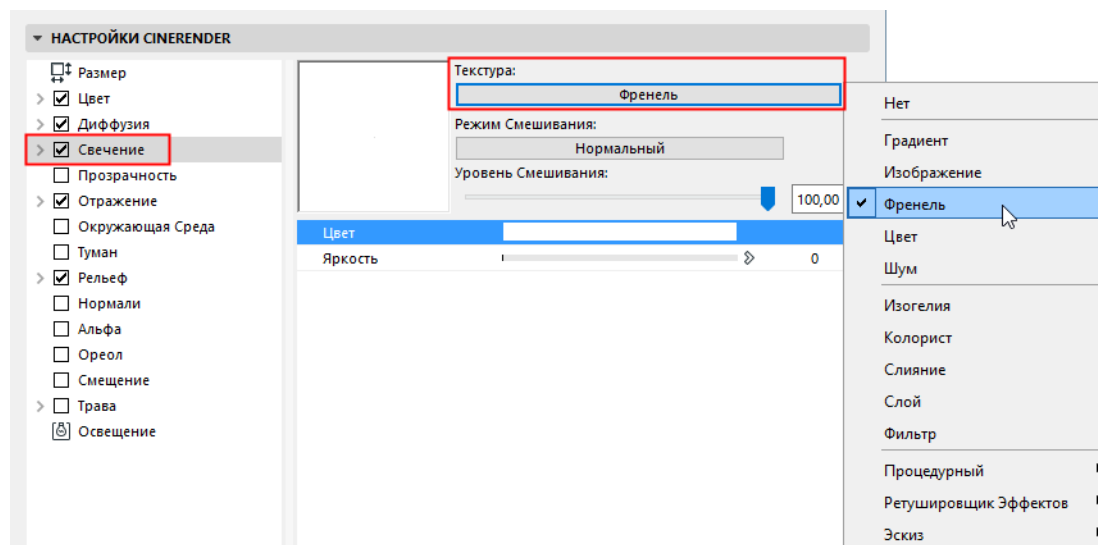 НАСТРОЙКИ CINERENDER
Размер
Цвет
Диффузия
Свечение
Прозрачность
Отражение
Окружающая Среда
Туман
Рельеф
Нормали
Альфа
Ореол
Смещение
Трава
Освещение
Текстура:
Френель
Режим Смешивания:
Нормальный
Уровень Смешивания:
100,00
Цвет
Яркость 0
Нет
Градиент
Изображение
Френель
Цвет
Шум
Изогелия
Колорист
Слияние
Слой
Фильтр
Процедурный
Ретушировщик Эффектов
Эскиз